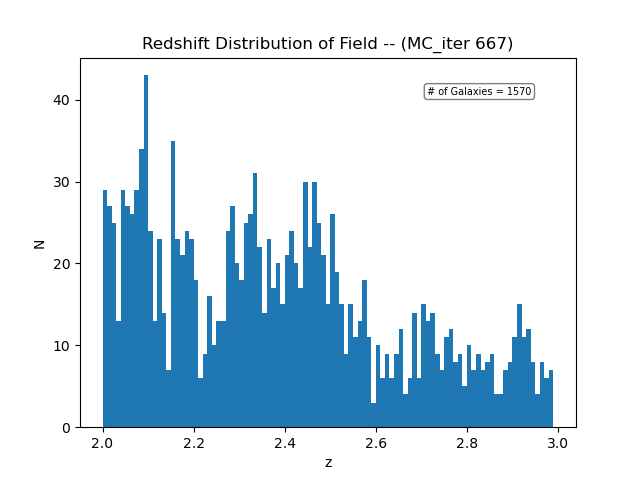 Redshift Distribution of Field -- (MC_iter 667)
# of Galaxies = 1570
40
30
20
10
0
N
2.0 2.2 2.4 2.6 2.8 3.0
z